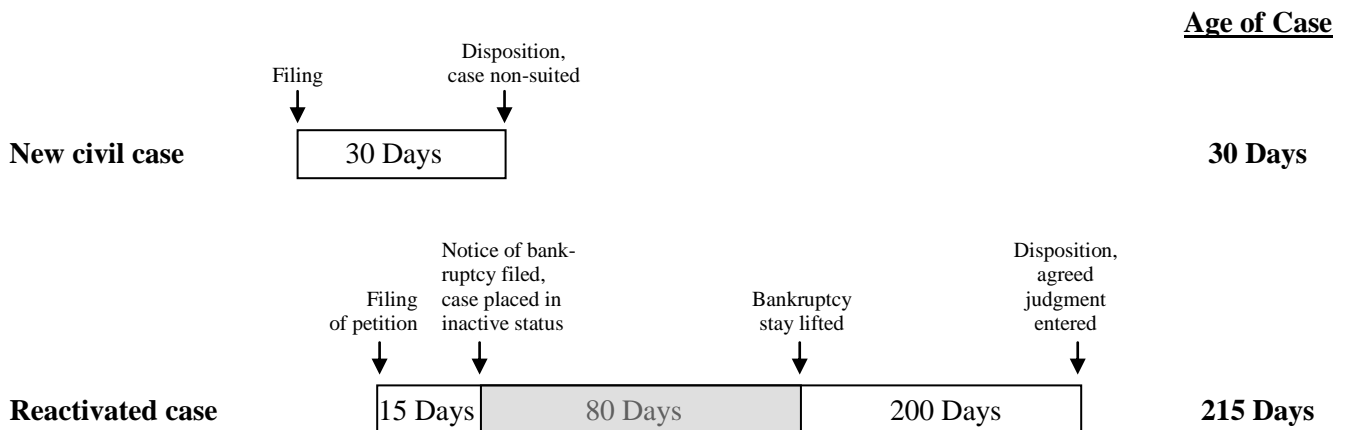 Age of Case
Disposition,
case non-suited
Filing
New civil case
30 Days
30 Days
Notice of bank-
ruptcy filed,
case placed in
inactive status
Filing
of petition
Bankruptcy
stay lifted
Disposition,
agreed
judgment
entered
Reactivated case
15 Days
80 Days
200 Days
215 Days